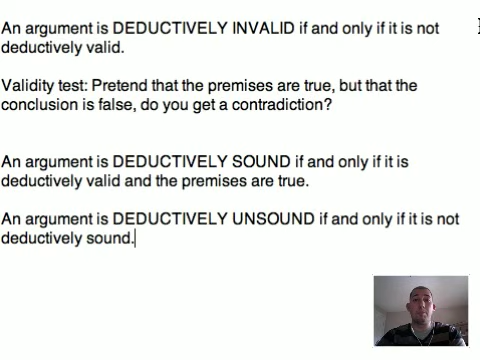 An argument is DEDUCTIVELY INVALID if and only if it is not
deductively valid.
Validity test: Pretend that the premises are true, but that the
conclusion is false, do you get a contradiction?
An argument is DEDUCTIVELY SOUND if and only if it is
deductively valid and the premises are true.
An argument is DEDUCTIVELY UNSOUND if and only if it is not
deductively sound.